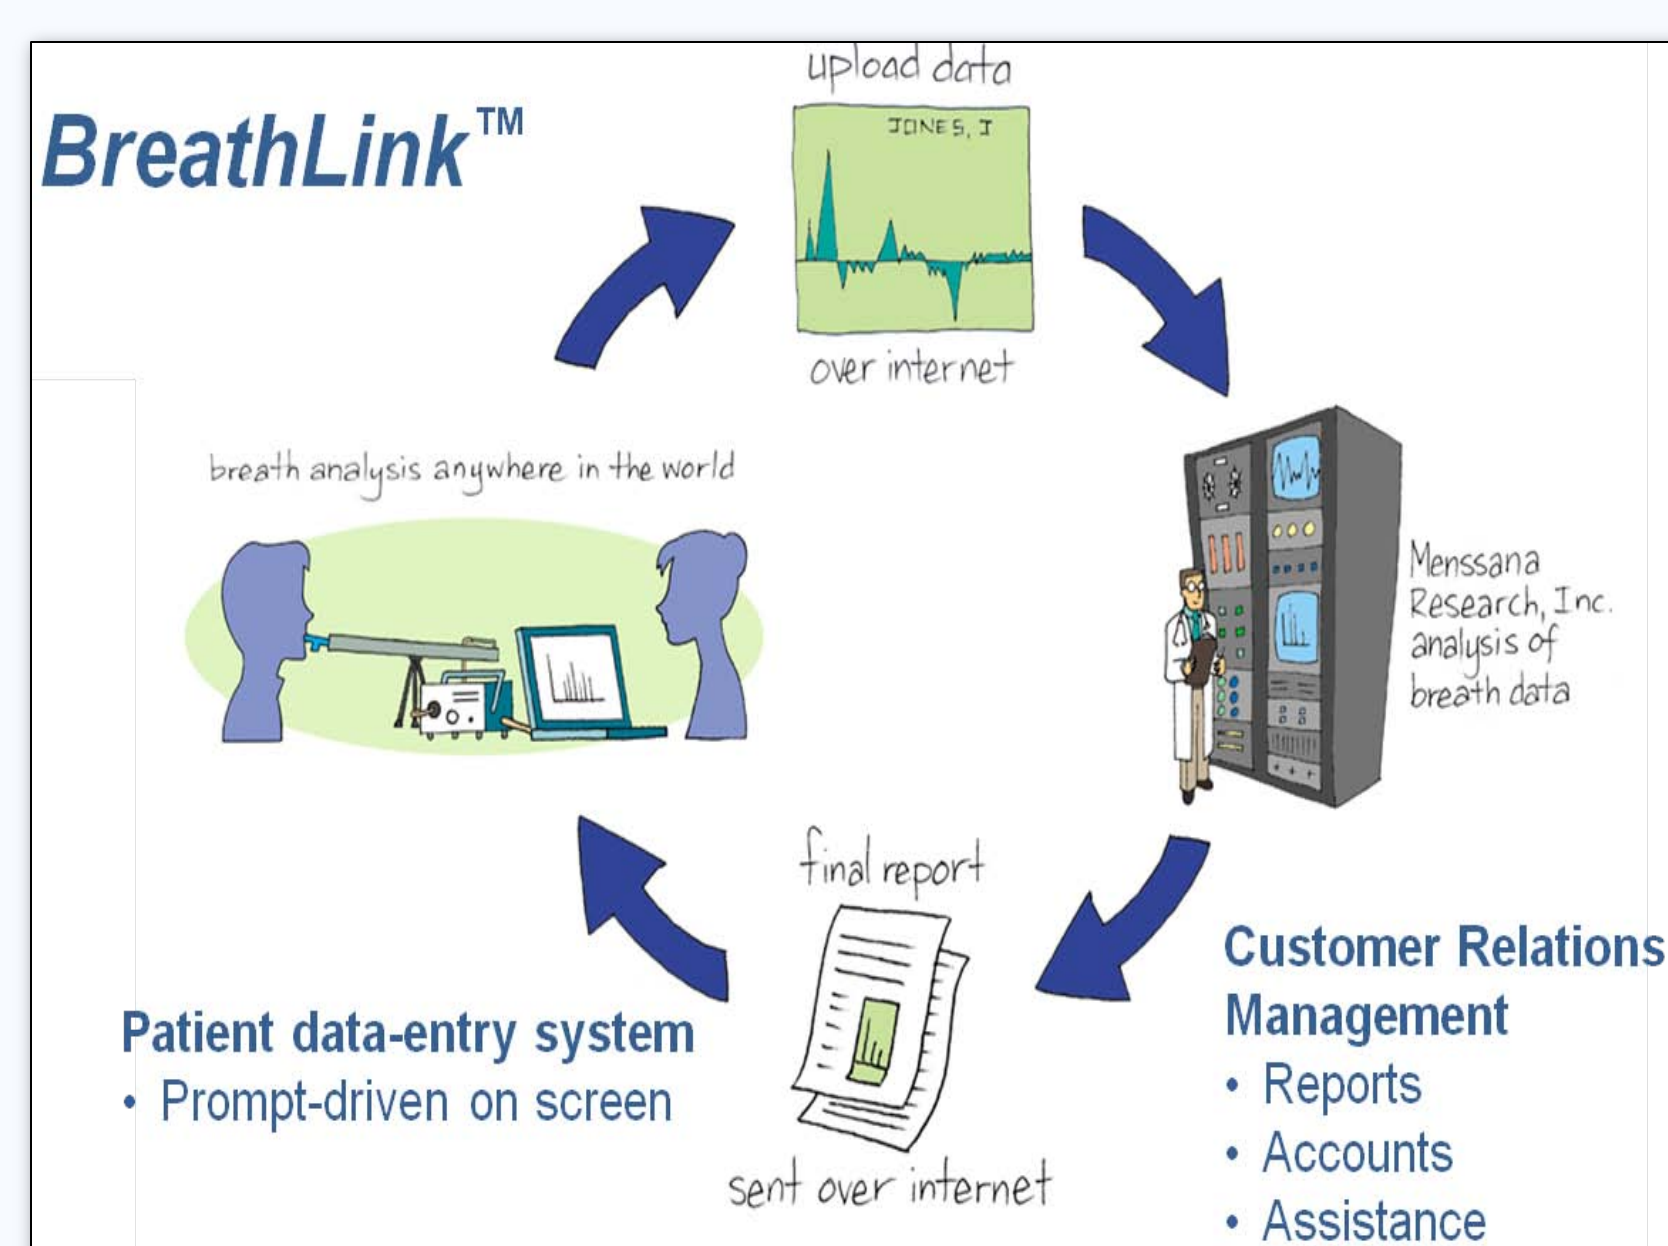 BreathLink™
upload data
JONES, J
over internet
breath analysis anywhere in the world
Menssana
Research, Inc.
analysis of
breath data
final report
sent over internet
Patient data-entry system
• Prompt-driven on screen
Customer Relations
Management
• Reports
• Accounts
• Assistance